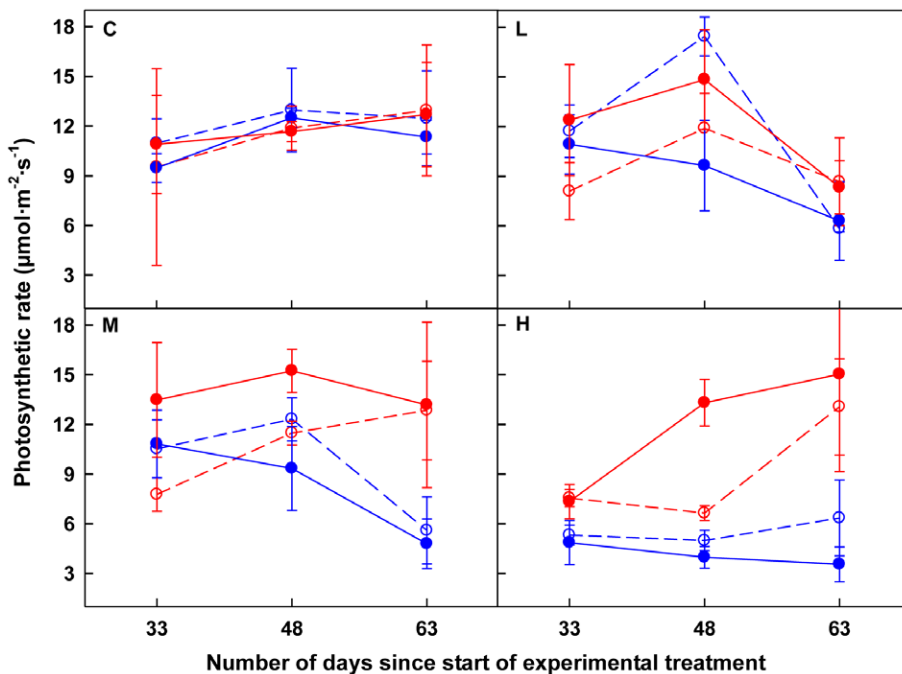 C
L
18
15
12
9
6
3
M
H
18
15
12
9
6
3
Photosynthetic rate (μmol·m-2·s-1)
33 48 63 33 48 63
Number of days since start of experimental treatment